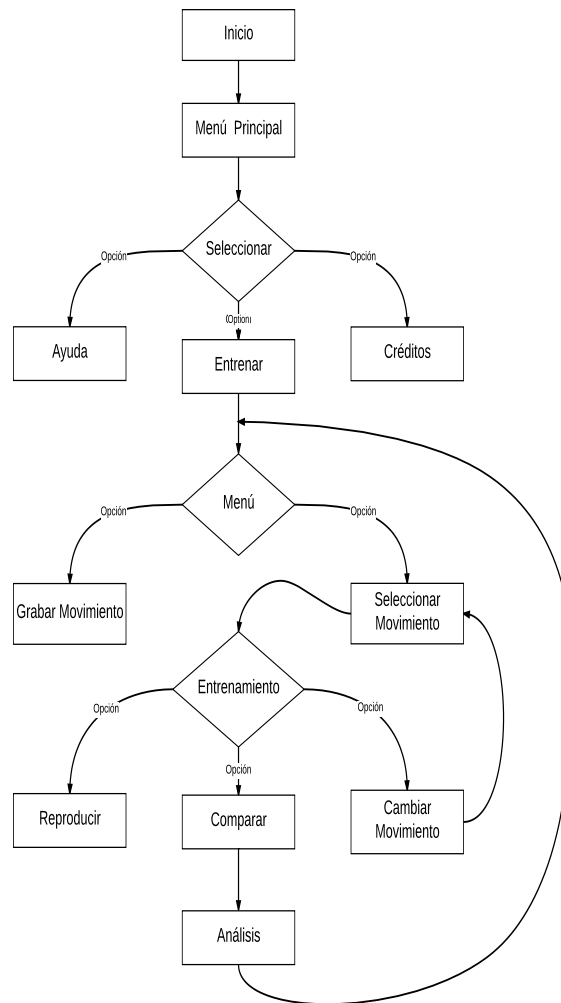 Inicio
Menú Principal
Seleccionar
Opción
Opción
Ayuda
Entrenar
Créditos
Menú
Opción
Opción
Grabar Movimiento
Seleccionar
Movimiento
Entrenamiento
Opción
Opción
Opción
Reproducir
Comparar
Cambiar
Movimiento
Análisis